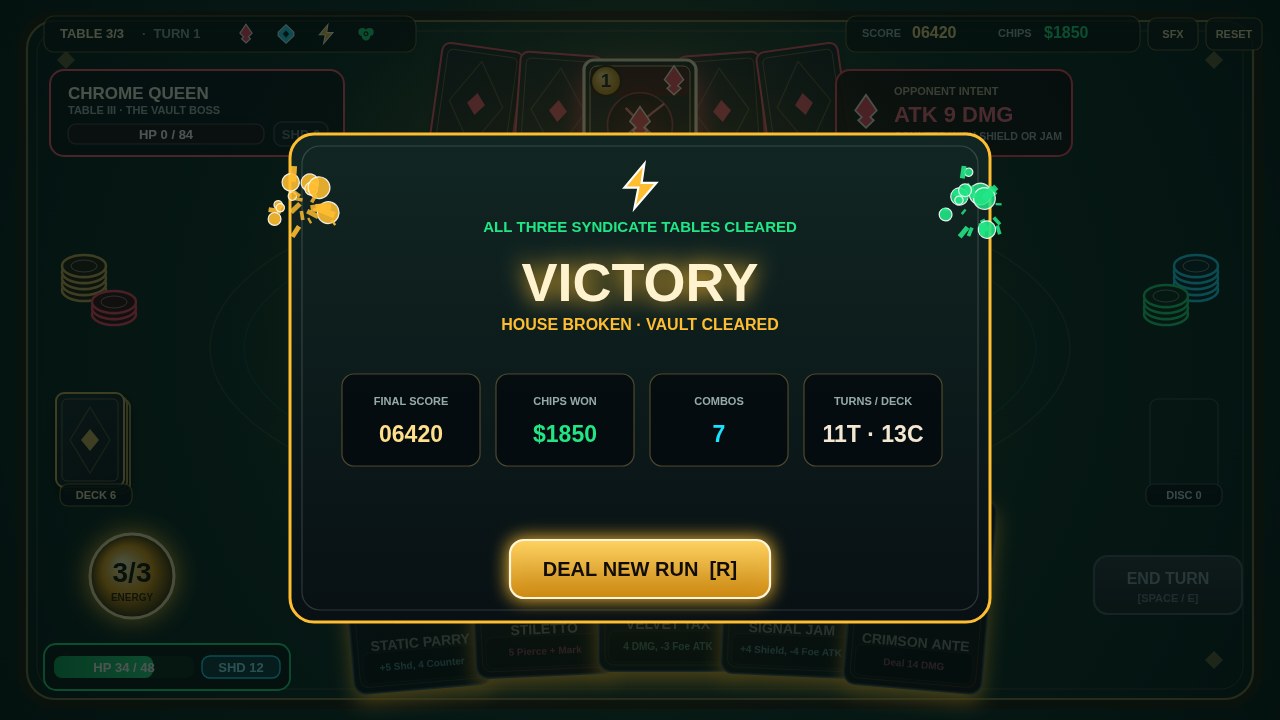 TABLE 3/3 · TURN 1
SCORE 06420 CHIPS $1850
SFX
RESET
CHROME QUEEN
TABLE III · THE VAULT BOSS
HP 0 / 84
1
OPPONENT INTENT
ATK 9 DMG
SHIELD OR JAM
ALL THREE SYNDICATE TABLES CLEARED
VICTORY
HOUSE BROKEN · VAULT CLEARED
FINAL SCORE
06420
CHIPS WON
$1850
COMBOS
7
TURNS / DECK
11T · 13C
DECK 6
DISC 0
3/3
ENERGY
DEAL NEW RUN [R]
END TURN
[SPACE / E]
HP 34 / 48
SHD 12
STATIC PARRY
+5 Shd, 4 Counter
STILETTO
5 Pierce + Mark
VELVET TAX
4 DMG, -3 Foe ATK
SIGNAL JAM
+4 Shield, -4 Foe ATK
CRIMSON ANTE
Deal 14 DMG